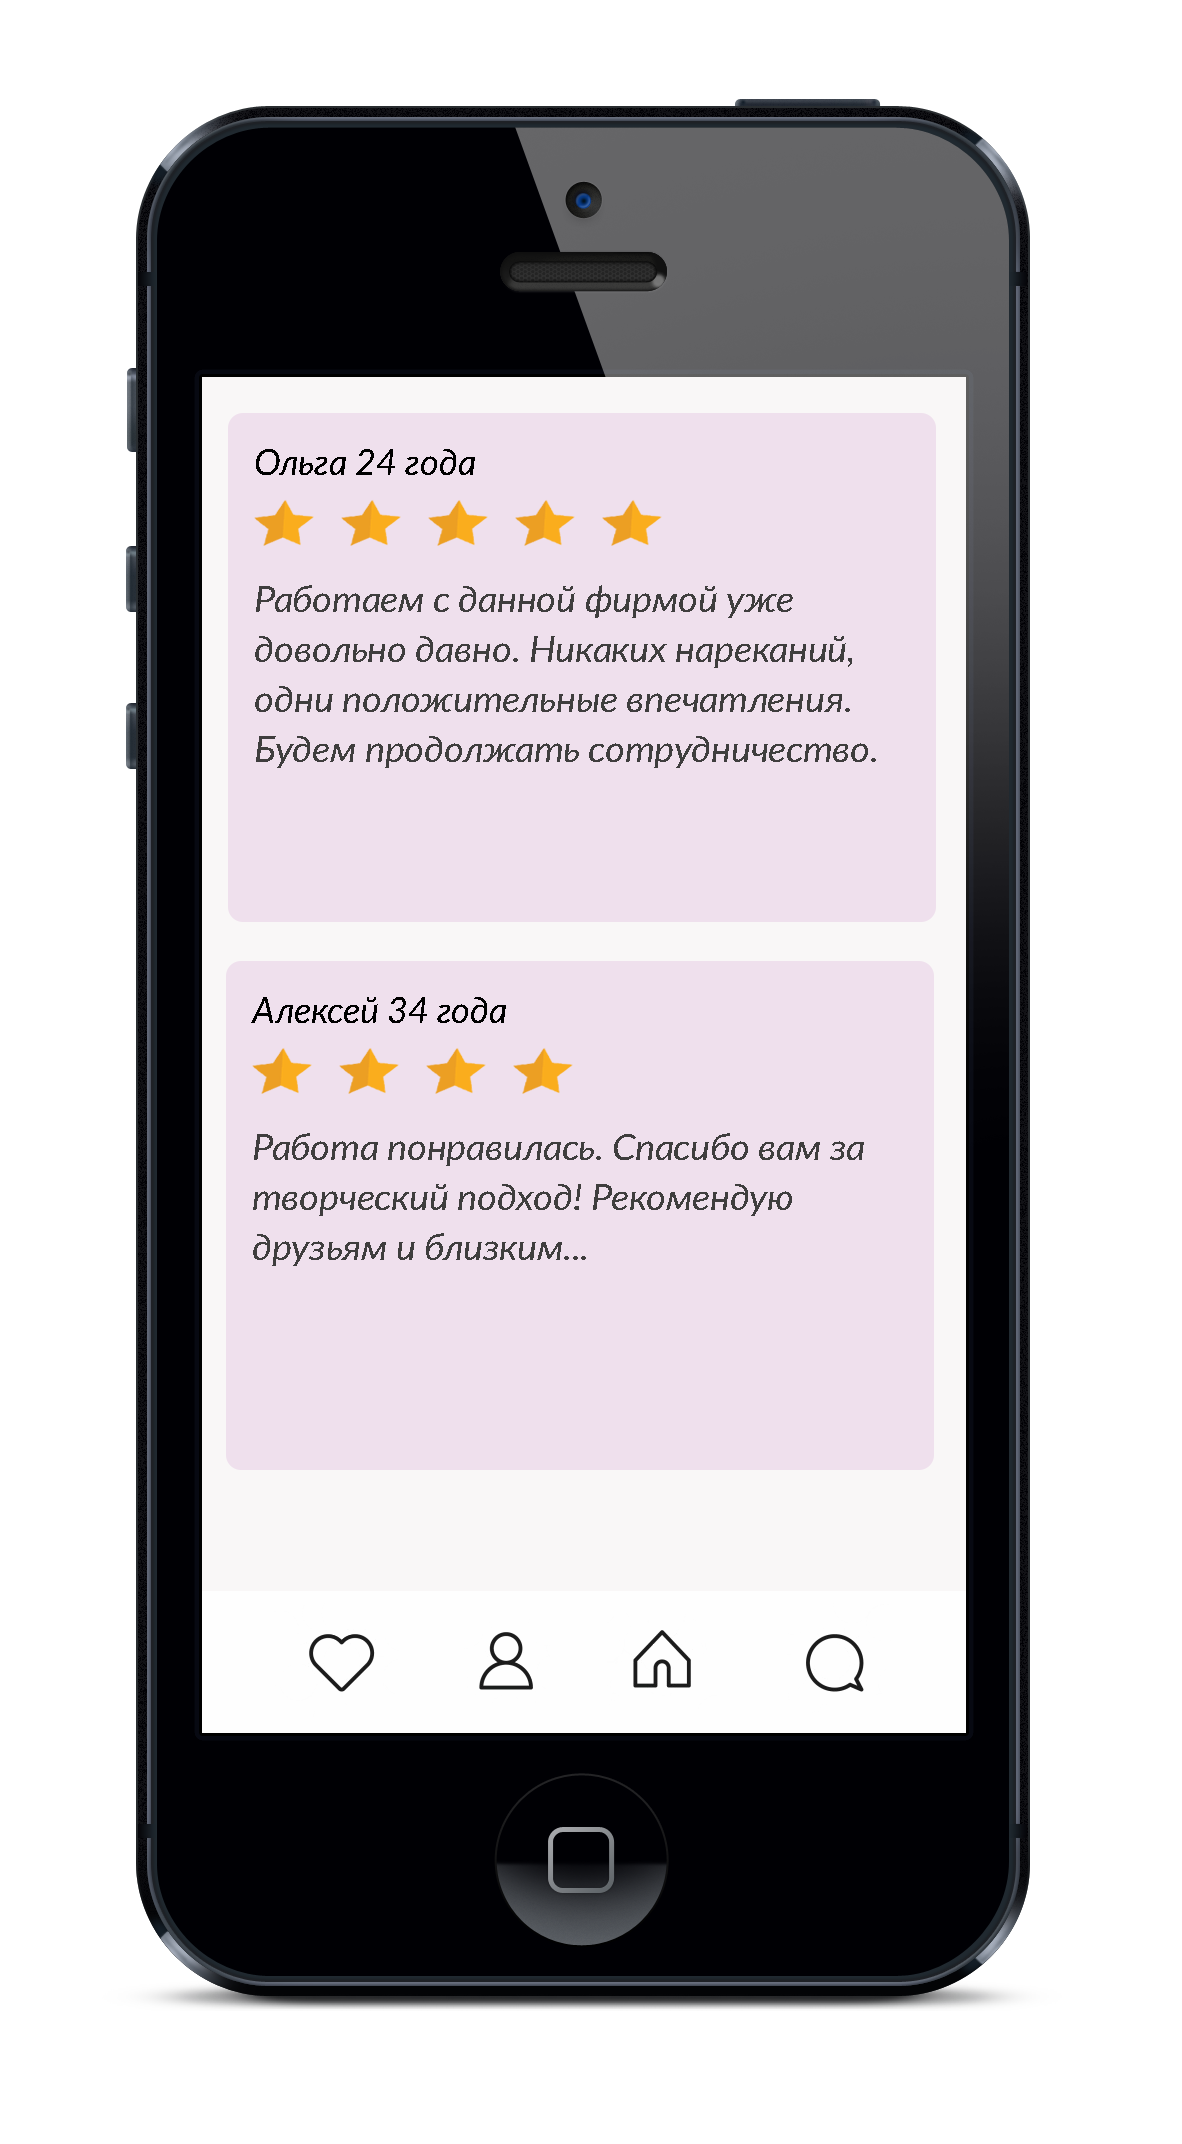 Ольга 24 года
Работаем с данной фирмой уже
довольно давно. Никаких нареканий,
одни положительные впечатления.
Будем продолжать сотрудничество.
Алексей 34 года
Работа понравилась. Спасибо вам за
творческий подход! Рекомендую
друзьям и близким...